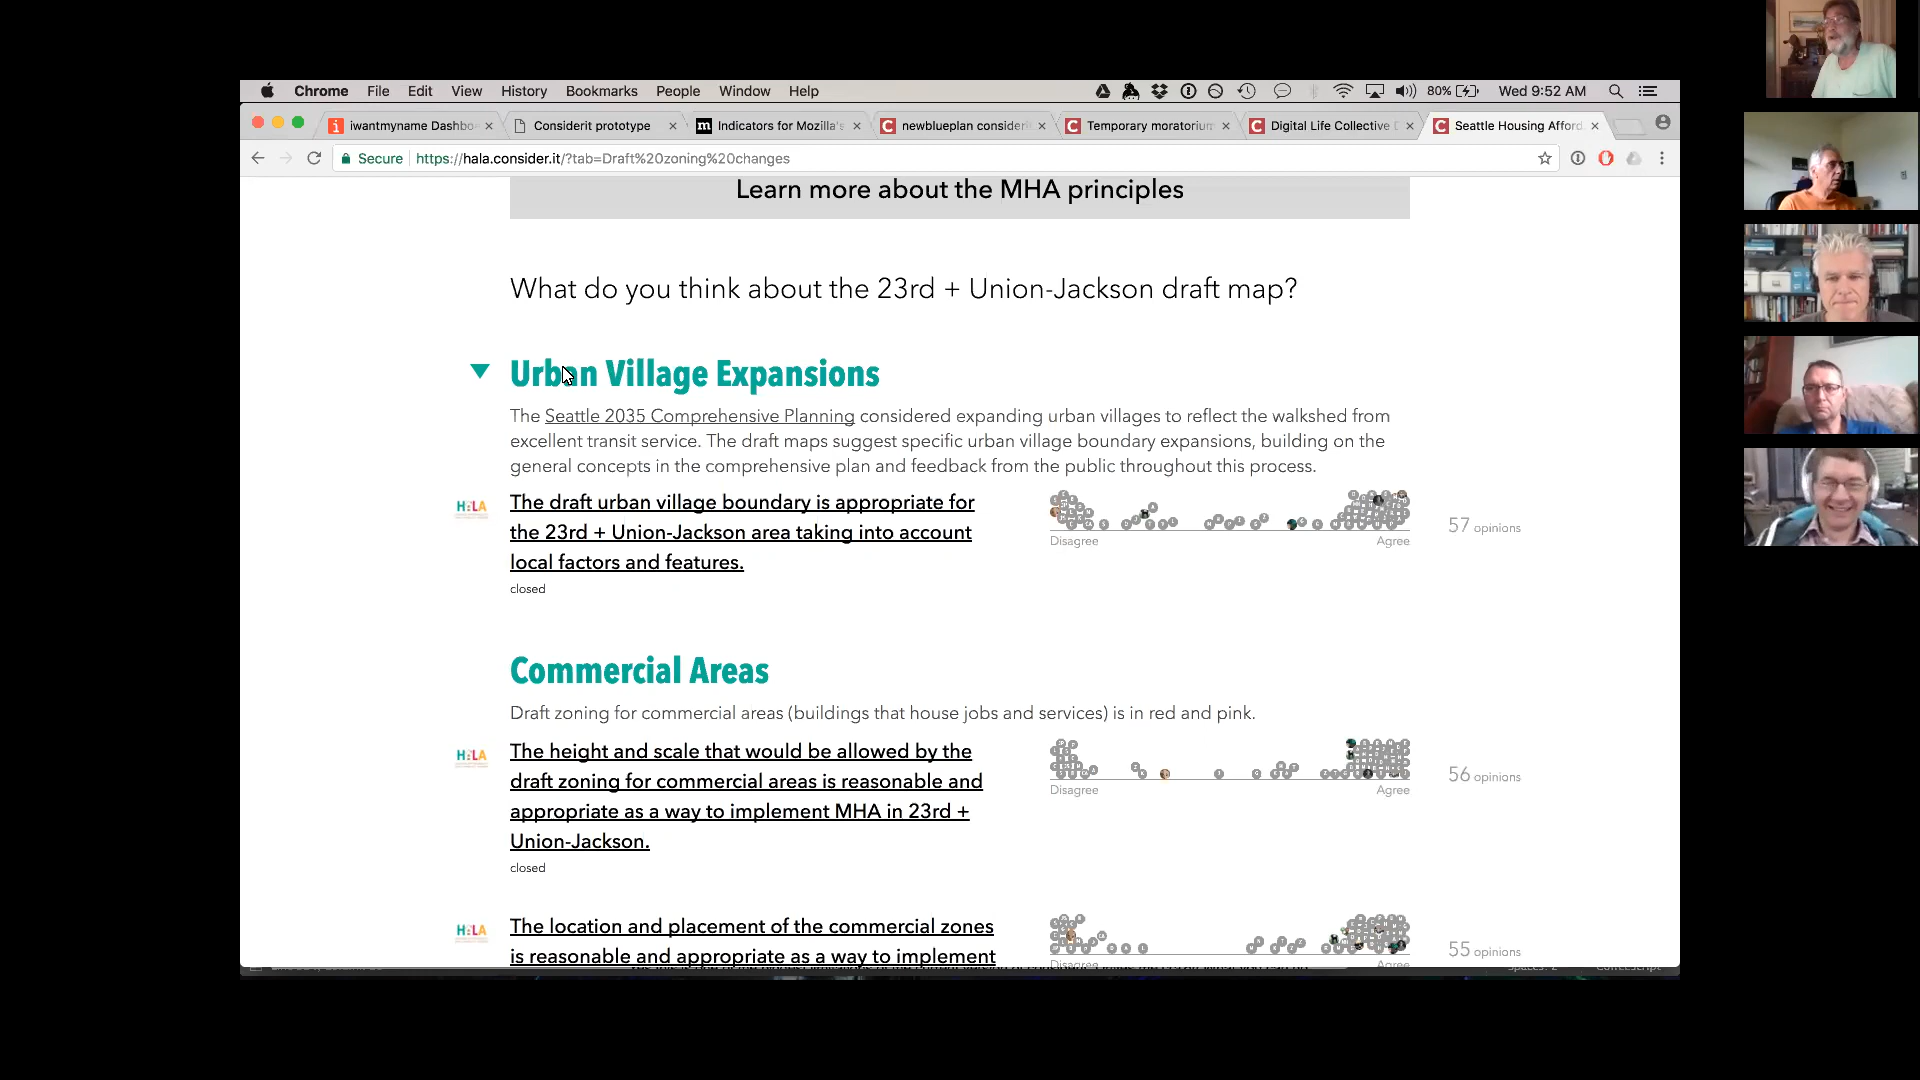 Chrome File Edit View History Bookmarks People Window Help 80% Wed 9:52 AM
iwantmyname Dashbo Considerit prototype Indicators for Mozilla's newblueplan consideri Temporary moratorium Digital Life Collective D Seattle Housing Afford
Secure https://hala.consider.it/?tab=Draft%20zoning%20changes
Learn more about the MHA principles
What do you think about the 23rd + Union-Jackson draft map?
Urban Village Expansions
The Seattle 2035 Comprehensive Planning considered expanding urban villages to reflect the walkshed from
excellent transit service. The draft maps suggest specific urban village boundary expansions, building on the
general concepts in the comprehensive plan and feedback from the public throughout this process.
HALA
The draft urban village boundary is appropriate for
the 23rd + Union-Jackson area taking into account
local factors and features.
closed
Disagree Agree
57 opinions
Commercial Areas
Draft zoning for commercial areas (buildings that house jobs and services) is in red and pink.
HALA
The height and scale that would be allowed by the
draft zoning for commercial areas is reasonable and
appropriate as a way to implement MHA in 23rd +
Union-Jackson.
closed
Disagree Agree
56 opinions
HALA
The location and placement of the commercial zones
is reasonable and appropriate as a way to implement
Disagree Agree
55 opinions